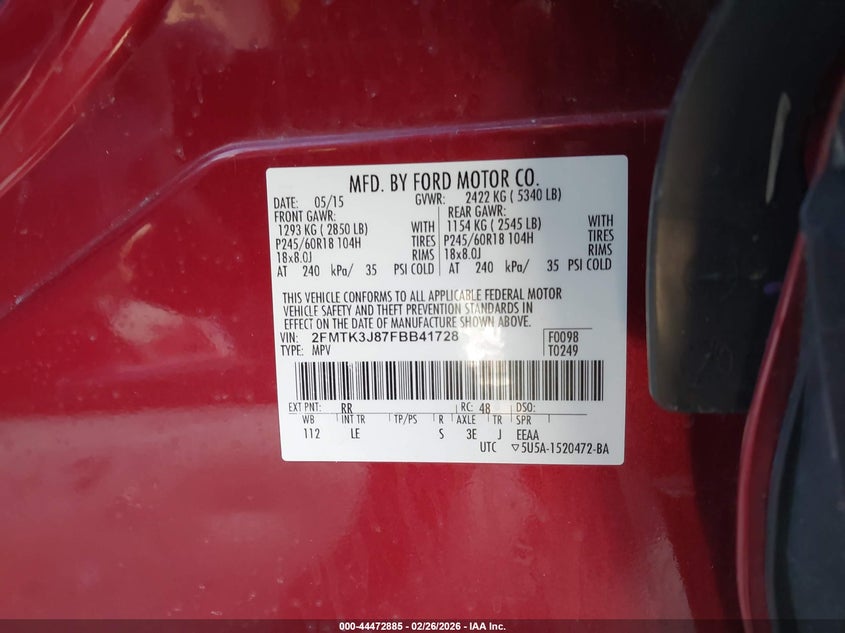 MFD. BY FORD MOTOR CO.
DATE: 05/15 GVWR: 2422 KG ( 5340 LB)
FRONT GAWR: REAR GAWR:
1293 KG ( 2850 LB) WITH 1154 KG ( 2545 LB) WITH
P245/60R18 104H TIRES P245/60R18 104H TIRES
18x8.0J RIMS 18x8.0J RIMS
AT 240 kPa/ 35 PSI COLD AT 240 kPa/ 35 PSI COLD
THIS VEHICLE CONFORMS TO ALL APPLICABLE FEDERAL MOTOR
VEHICLE SAFETY AND THEFT PREVENTION STANDARDS IN
EFFECT ON THE DATE OF MANUFACTURE SHOWN ABOVE.
VIN: 2FMTK3J87FBB41728 F0098
TYPE: MPV T0249
EXT PNT: RR RC: 48 DSO:
WB INT TR TP/PS R AXLE TR SPR
112 LE S 3E J EEAA
UTC ▽5U5A-1520472-BA
000-44472885 - 02/26/2026 - IAA Inc.